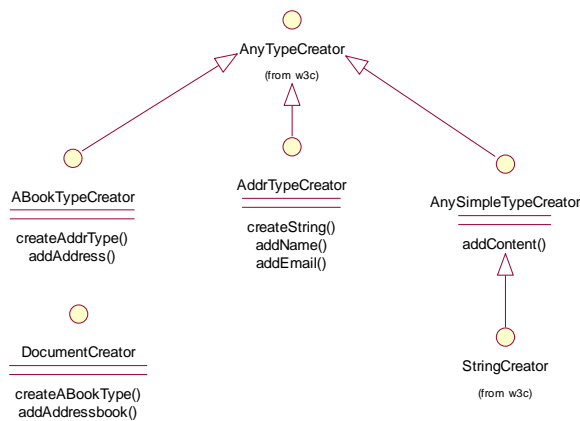 AnyTypeCreator
(from w3c)
ABookTypeCreator
createAddrType()
addAddress()
AddrTypeCreator
createString()
addName()
addEmail()
AnySimpleTypeCreator
addContent()
DocumentCreator
createABookType()
addAddressbook()
StringCreator
(from w3c)